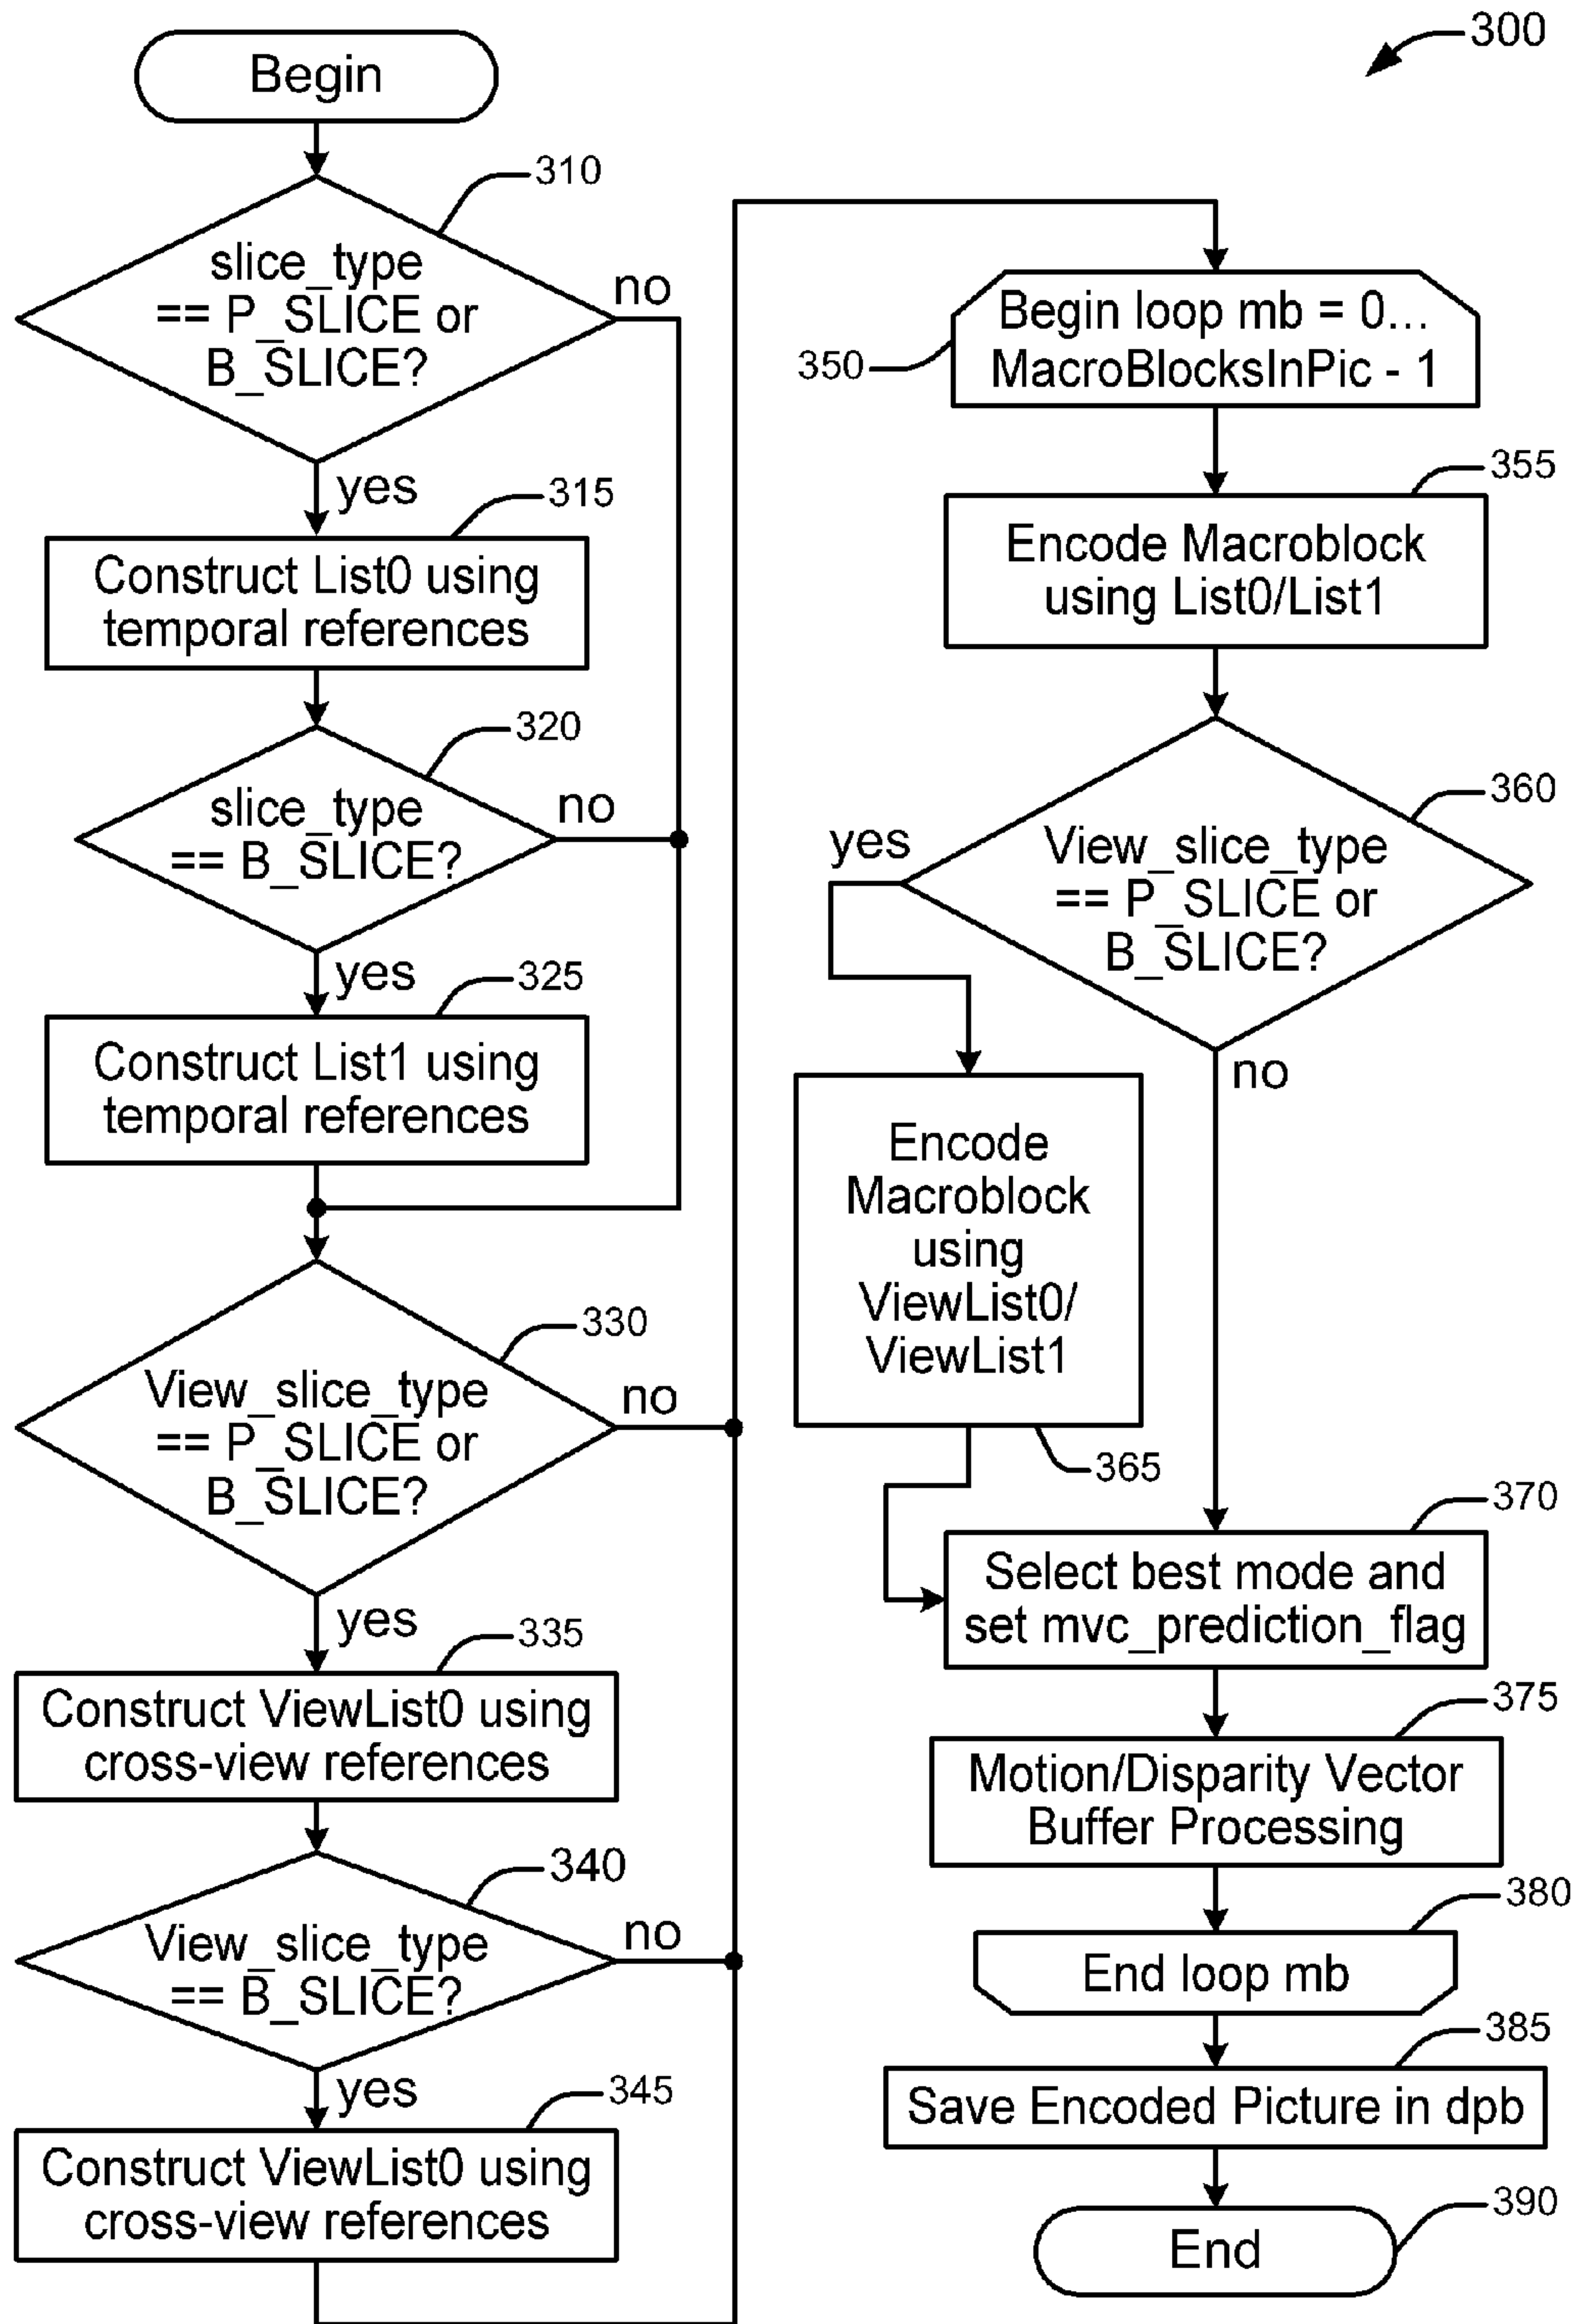 300
Begin
310
slice_type
== P_SLICE or
B_SLICE?
no
yes
315
Construct List0 using
temporal references
320
slice_type
== B_SLICE?
no
yes
325
Construct List1 using
temporal references
330
View_slice_type
== P_SLICE or
B_SLICE?
no
yes
335
Construct ViewList0 using
cross-view references
340
View_slice_type
== B_SLICE?
no
yes
345
Construct ViewList0 using
cross-view references
Begin loop mb = 0...
MacroBlocksInPic - 1
350
355
Encode Macroblock
using List0/List1
360
View_slice_type
== P_SLICE or
B_SLICE?
yes
no
Encode
Macroblock
using
ViewList0/
ViewList1
365
370
Select best mode and
set mvc_prediction_flag
375
Motion/Disparity Vector
Buffer Processing
380
End loop mb
385
Save Encoded Picture in dpb
390
End